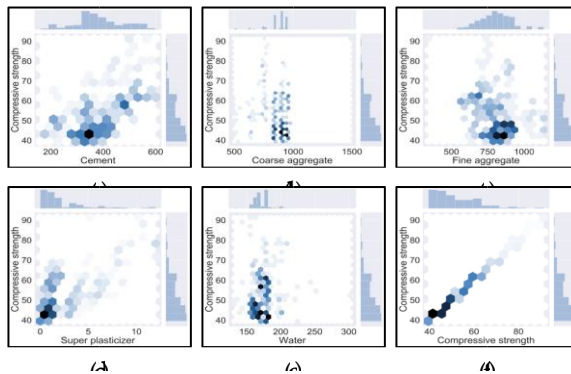 Compressive strength
90
80
70
60
50
40
200 400 600
Cement
Compressive strength
90
80
70
60
50
40
500 1000 1500
Coarse aggregate
Compressive strength
90
80
70
60
50
40
500 750 1000
Fine aggregate
Compressive strength
90
80
70
60
50
40
0 5 10
Super plasticizer
(d)
Compressive strength
90
80
70
60
50
40
150 200 250 300
Water
Compressive strength
90
80
70
60
50
40
40 60 80
Compressive strength
(f)